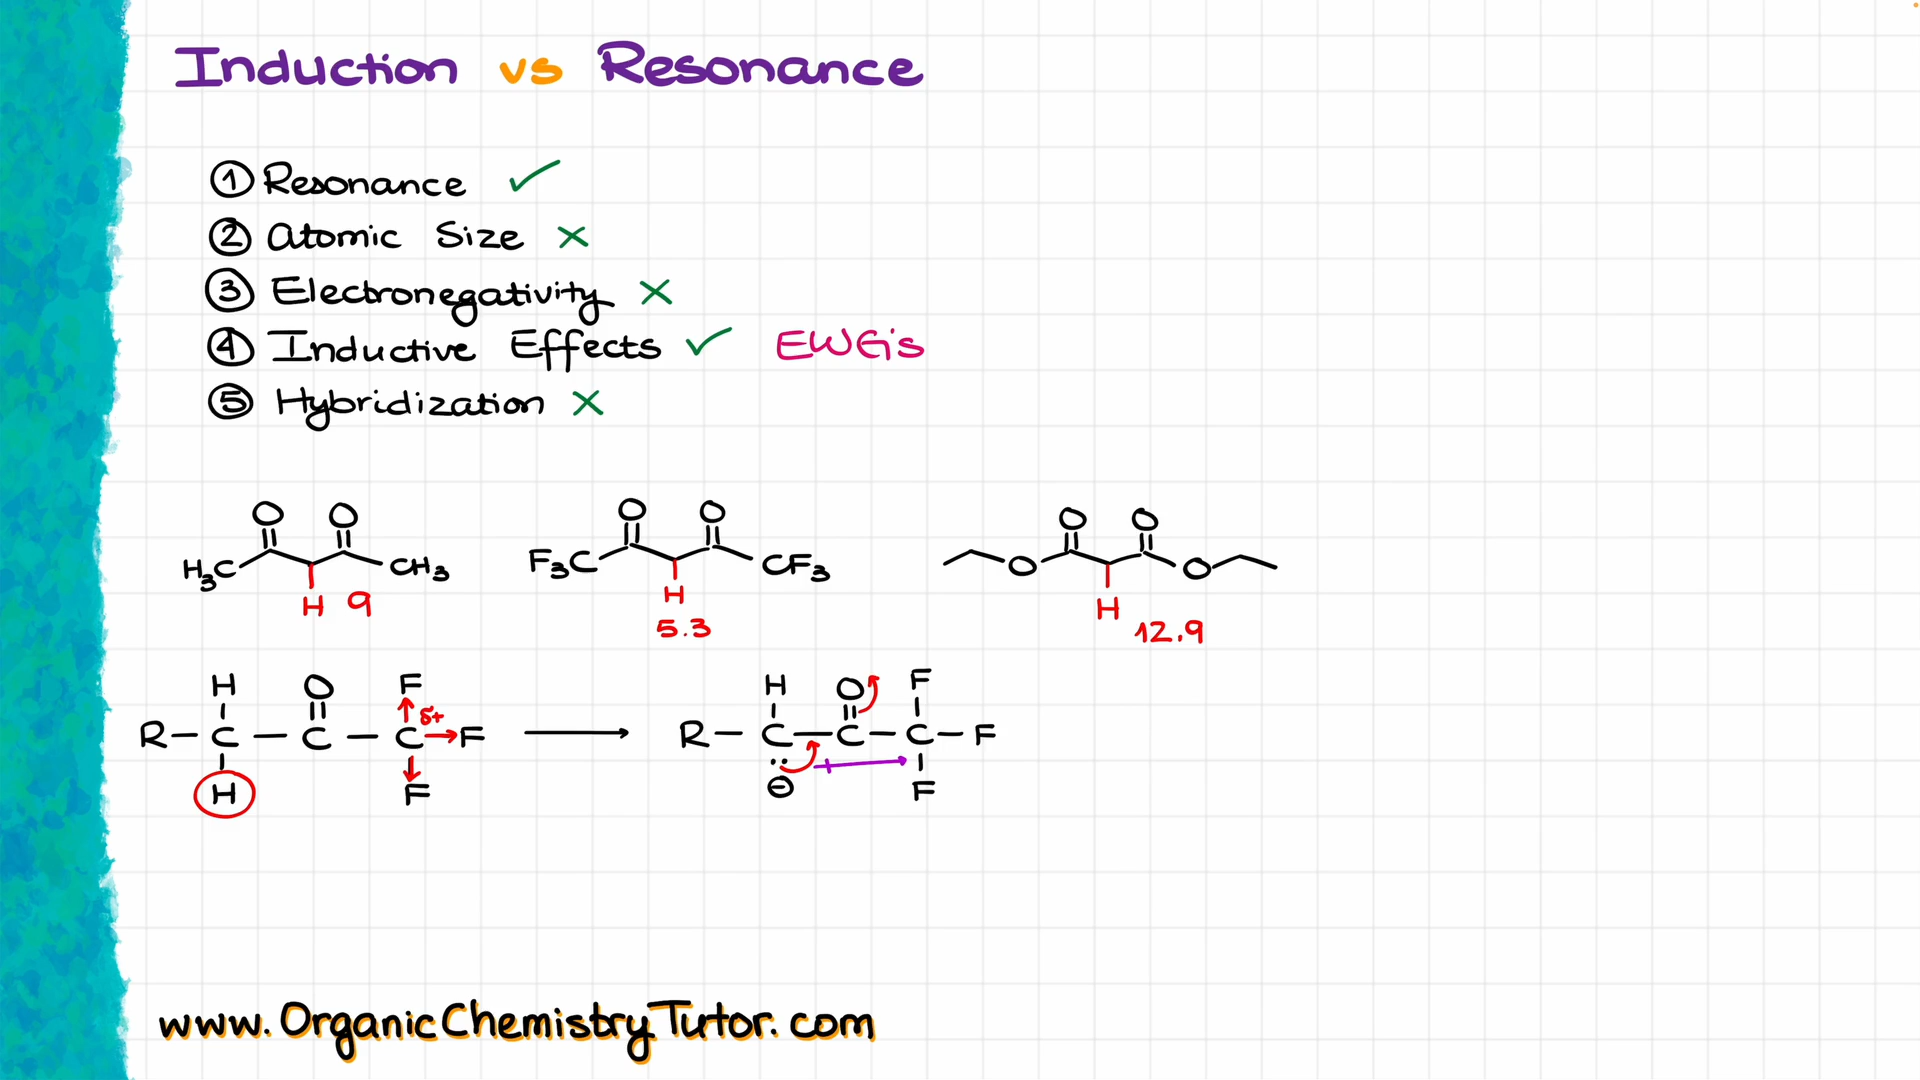 Induction vs Resonance
① Resonance ✓
② Atomic Size ✗
③ Electronegativity ✗
④ Inductive Effects ✓ EWG's
⑤ Hybridization ✗
O O O O O O
H₃C CH₃ F₃C CF₃ O O
H 9 H H
5.3 12.9
H O F H O F
δ+
R – C – C – C F R – C – C – C – F
H F ⊖ F
www.OrganicChemistryTutor.com